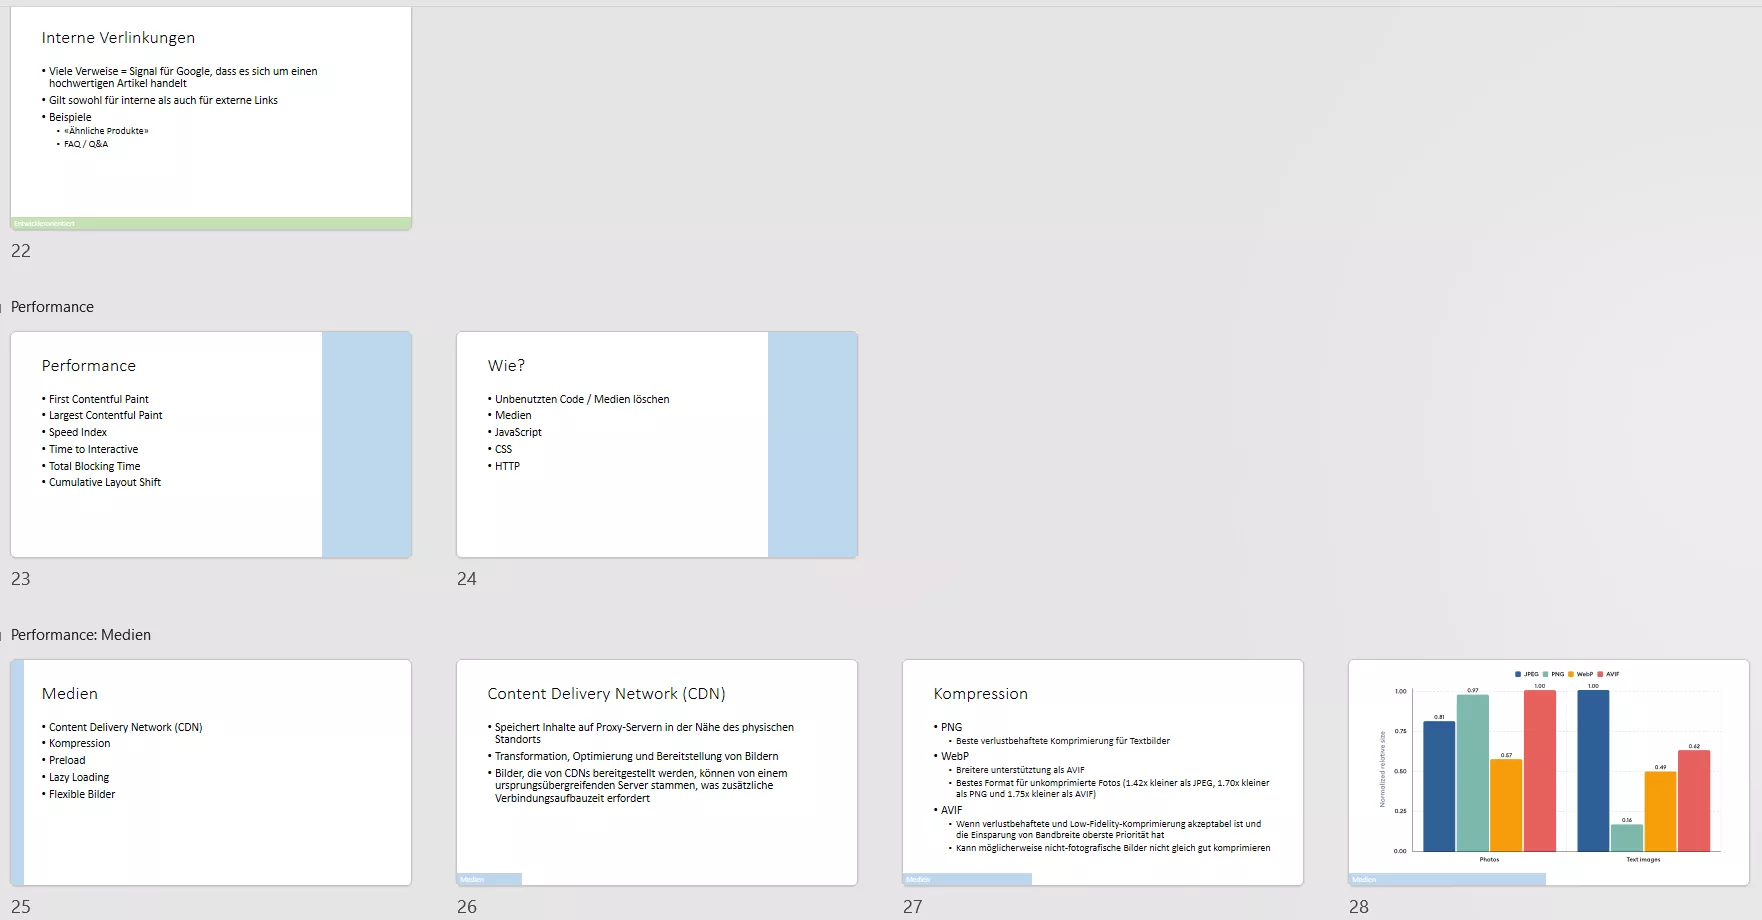 Interne Verlinkungen
• Viele Verweise = Signal für Google, dass es sich um einen
hochwertigen Artikel handelt
• Gilt sowohl für interne als auch für externe Links
• Beispiele
• «Ähnliche Produkte»
• FAQ / Q&A
22
Performance
Performance
• First Contentful Paint
• Largest Contentful Paint
• Speed Index
• Time to Interactive
• Total Blocking Time
• Cumulative Layout Shift
23
Wie?
• Unbenutzten Code / Medien löschen
• Medien
• JavaScript
• CSS
• HTTP
24
Performance: Medien
Medien
• Content Delivery Network (CDN)
• Kompression
• Preload
• Lazy Loading
• Flexible Bilder
25
Content Delivery Network (CDN)
• Speichert Inhalte auf Proxy-Servern in der Nähe des physischen
Standorts
• Transformation, Optimierung und Bereitstellung von Bildern
• Bilder, die von CDNs bereitgestellt werden, können von einem
ursprungsübergreifenden Server stammen, was zusätzliche
Verbindungsaufbauzeit erfordert
Medien
26
Kompression
• PNG
• Beste verlustbehaftete Komprimierung für Textbilder
• WebP
• Breitere unterstütztung als AVIF
• Bestes Format für unkomprimierte Fotos (1.42x kleiner als JPEG, 1.70x kleiner
als PNG und 1.75x kleiner als AVIF)
• AVIF
• Wenn verlustbehaftete und Low-Fidelity-Komprimierung akzeptabel ist und
die Einsparung von Bandbreite oberste Priorität hat
• Kann möglicherweise nicht-fotografische Bilder nicht gleich gut komprimieren
Medien
27
JPEG PNG WebP AVIF
Normalized relative size
1.00
0.75
0.50
0.25
0.00
0.81
0.97
0.57
1.00
1.00
0.16
0.49
0.62
Photos
Text images
Medien
28